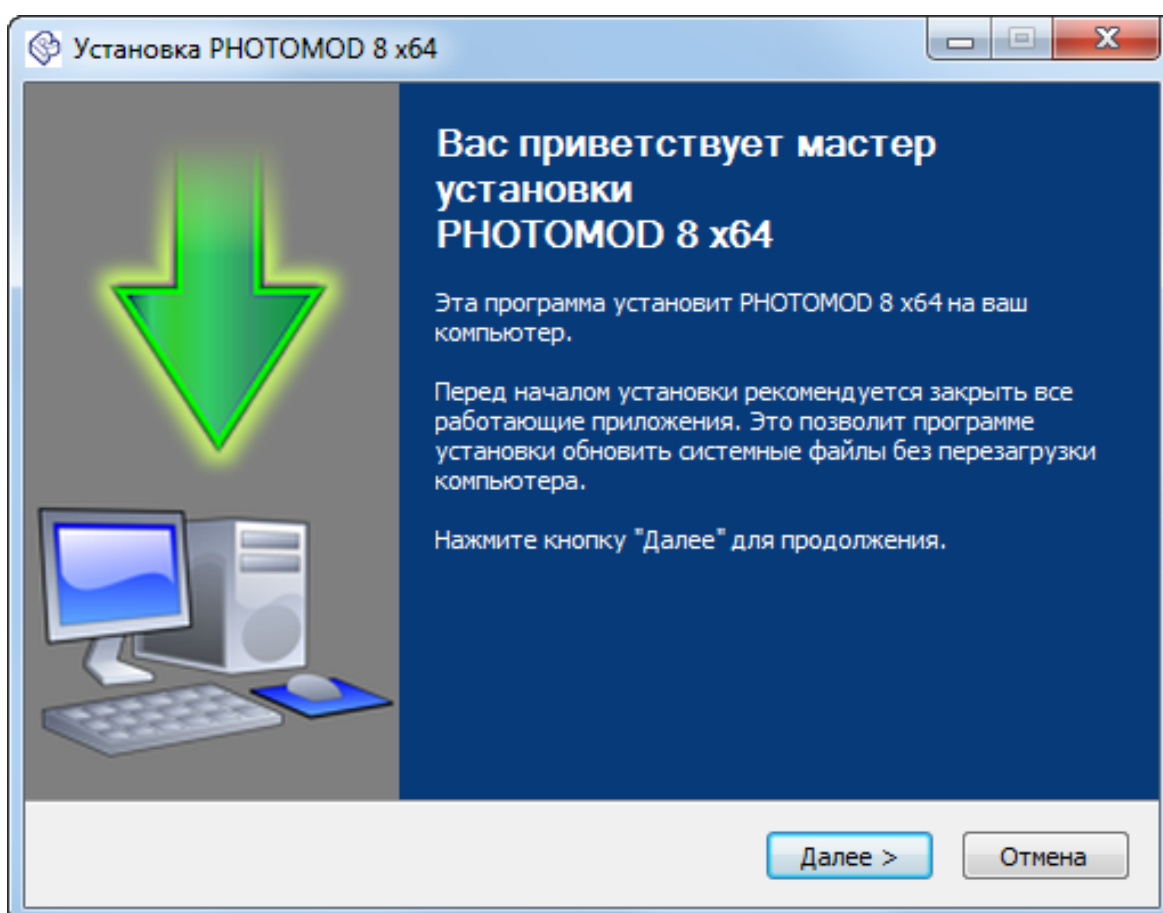 Установка PHOTOMOD 8 x64
Вас приветствует мастер
установки
PHOTOMOD 8 x64
Эта программа установит PHOTOMOD 8 x64 на ваш
компьютер.
Перед началом установки рекомендуется закрыть все
работающие приложения. Это позволит программе
установки обновить системные файлы без перезагрузки
компьютера.
Нажмите кнопку "Далее" для продолжения.
Далее >
Отмена